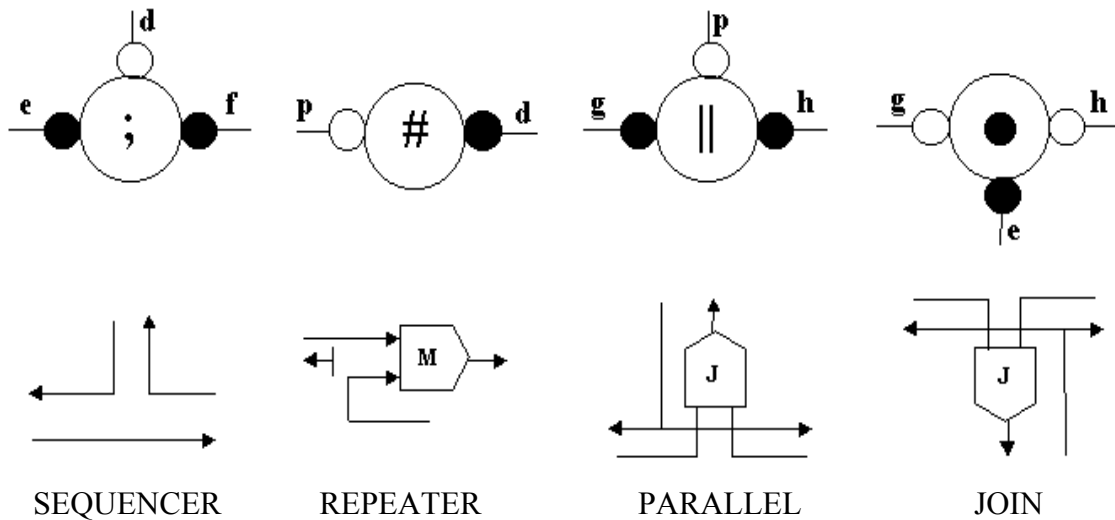 d
e ; f
p # d
p
g || h
g h
e
M
J
J
SEQUENCER REPEATER PARALLEL JOIN